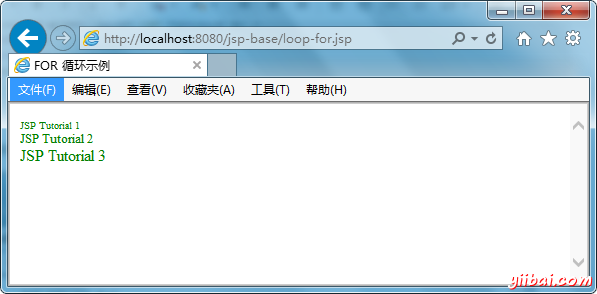 http://localhost:8080/jsp-base/loop-for.jsp
FOR 循环示例
文件(F) 编辑(E) 查看(V) 收藏夹(A) 工具(T) 帮助(H)
JSP Tutorial 1
JSP Tutorial 2
JSP Tutorial 3
yiibai.com